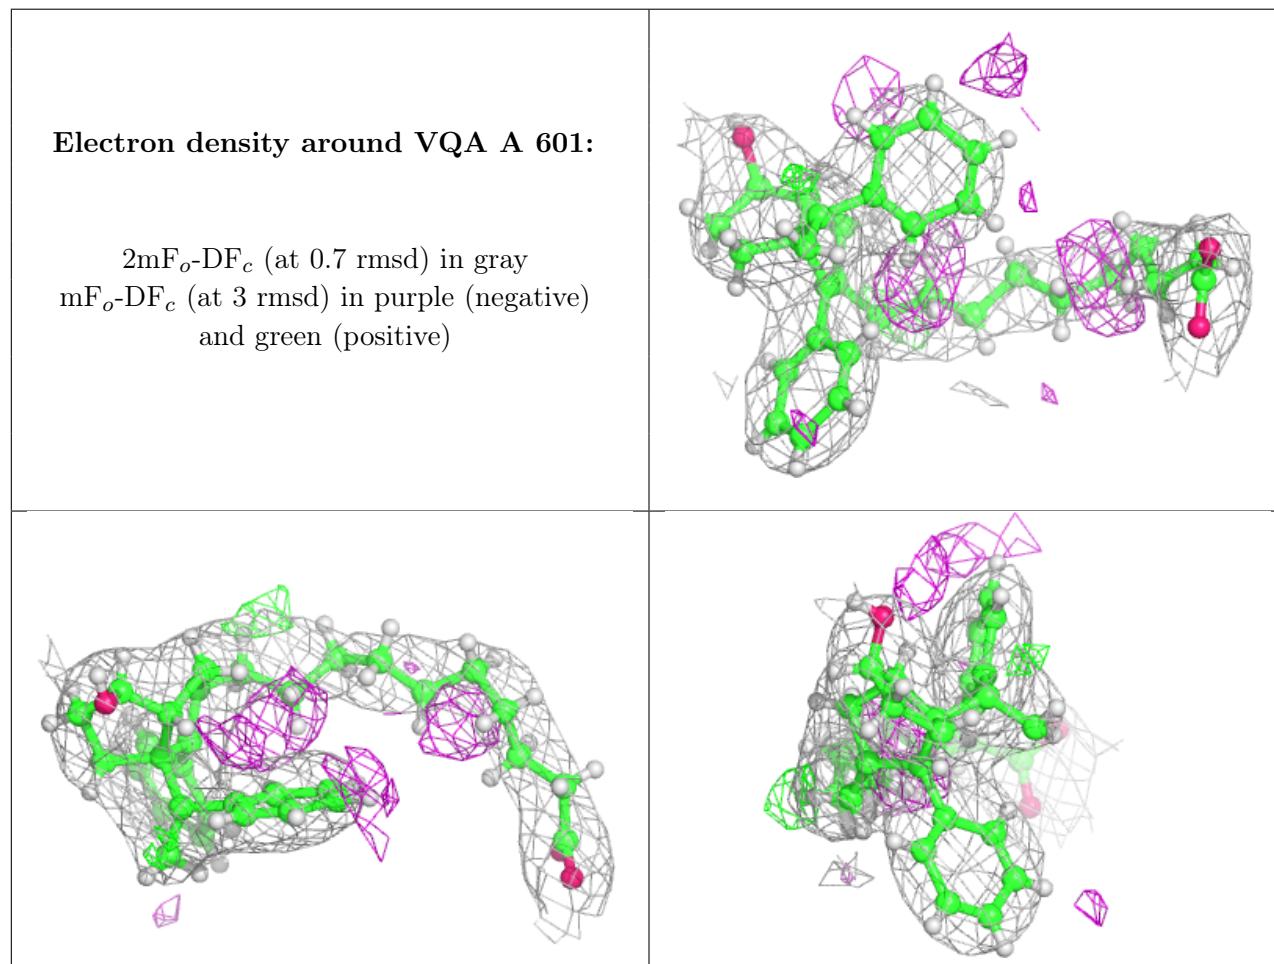 Electron density around VQA A 601:
2mFo-DFc (at 0.7 rmsd) in gray
mFo-DFc (at 3 rmsd) in purple (negative)
and green (positive)